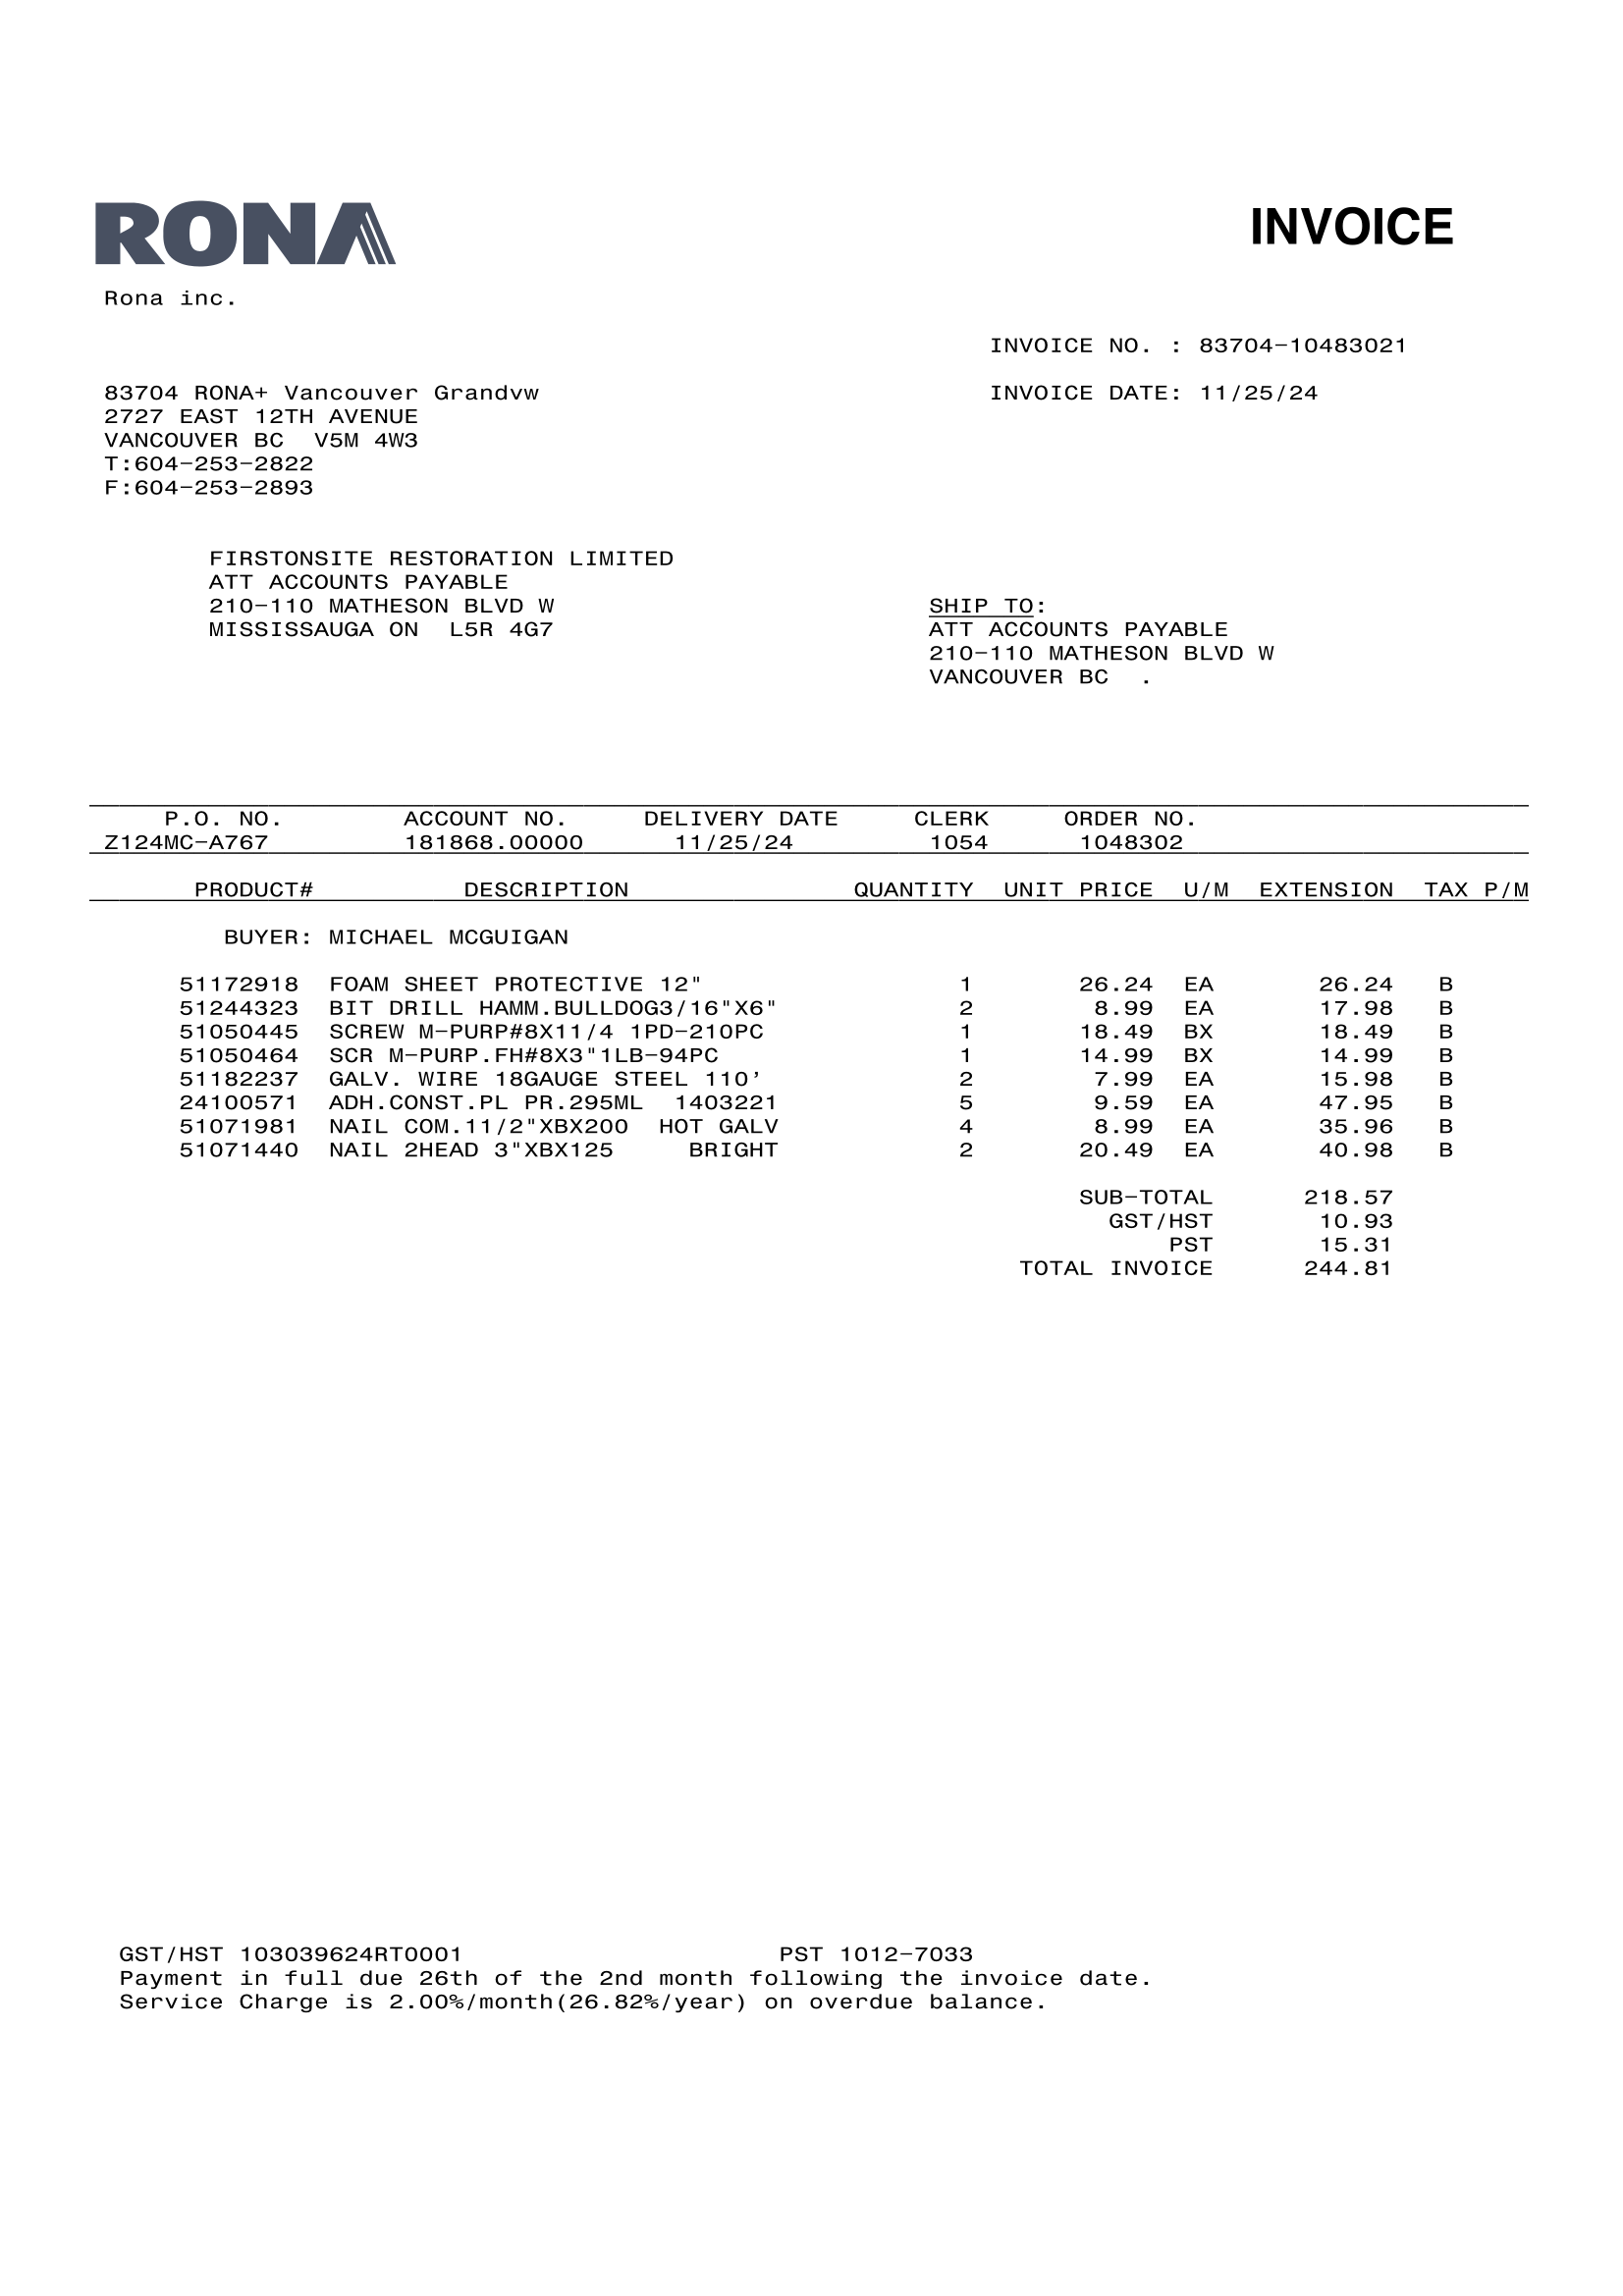 RONA
INVOICE
Rona inc.
INVOICE NO. : 83704-10483021
83704 RONA+ Vancouver Grandvw INVOICE DATE: 11/25/24
2727 EAST 12TH AVENUE
VANCOUVER BC V5M 4W3
T:604-253-2822
F:604-253-2893
FIRSTONSITE RESTORATION LIMITED
ATT ACCOUNTS PAYABLE
210-110 MATHESON BLVD W
MISSISSAUGA ON L5R 4G7
SHIP TO:
ATT ACCOUNTS PAYABLE
210-110 MATHESON BLVD W
VANCOUVER BC .
P.O. NO. ACCOUNT NO. DELIVERY DATE CLERK ORDER NO.
Z124MC-A767 181868.00000 11/25/24 1054 1048302
PRODUCT# DESCRIPTION QUANTITY UNIT PRICE U/M EXTENSION TAX P/M
BUYER: MICHAEL MCGUIGAN
51172918 FOAM SHEET PROTECTIVE 12" 1 26.24 EA 26.24 B
51244323 BIT DRILL HAMM.BULLDOG3/16"X6" 2 8.99 EA 17.98 B
51050445 SCREW M-PURP#8X11/4 1PD-210PC 1 18.49 BX 18.49 B
51050464 SCR M-PURP.FH#8X3"1LB-94PC 1 14.99 BX 14.99 B
51182237 GALV. WIRE 18GAUGE STEEL 110' 2 7.99 EA 15.98 B
24100571 ADH.CONST.PL PR.295ML 1403221 5 9.59 EA 47.95 B
51071981 NAIL COM.11/2"XBX200 HOT GALV 4 8.99 EA 35.96 B
51071440 NAIL 2HEAD 3"XBX125 BRIGHT 2 20.49 EA 40.98 B
SUB-TOTAL 218.57
GST/HST 10.93
PST 15.31
TOTAL INVOICE 244.81
GST/HST 103039624RT0001 PST 1012-7033
Payment in full due 26th of the 2nd month following the invoice date.
Service Charge is 2.00%/month(26.82%/year) on overdue balance.